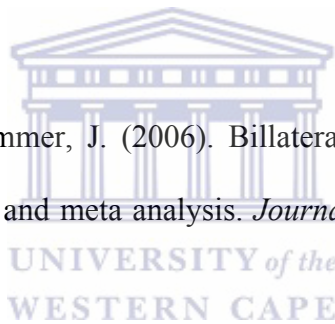 mmer, J. (2006). Billatera
and meta analysis. Journa
UNIVERSITY of the
WESTERN CAPE